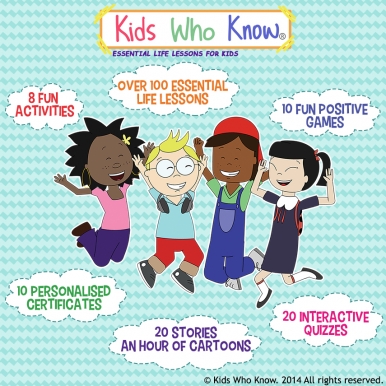 Kids Who Know®
ESSENTIAL LIFE LESSONS FOR KIDS
8 FUN
ACTIVITIES
OVER 100 ESSENTIAL
LIFE LESSONS
10 FUN POSITIVE
GAMES
10 PERSONALISED
CERTIFICATES
20 STORIES
AN HOUR OF CARTOONS.
20 INTERACTIVE
QUIZZES
© Kids Who Know. 2014 All rights reserved.